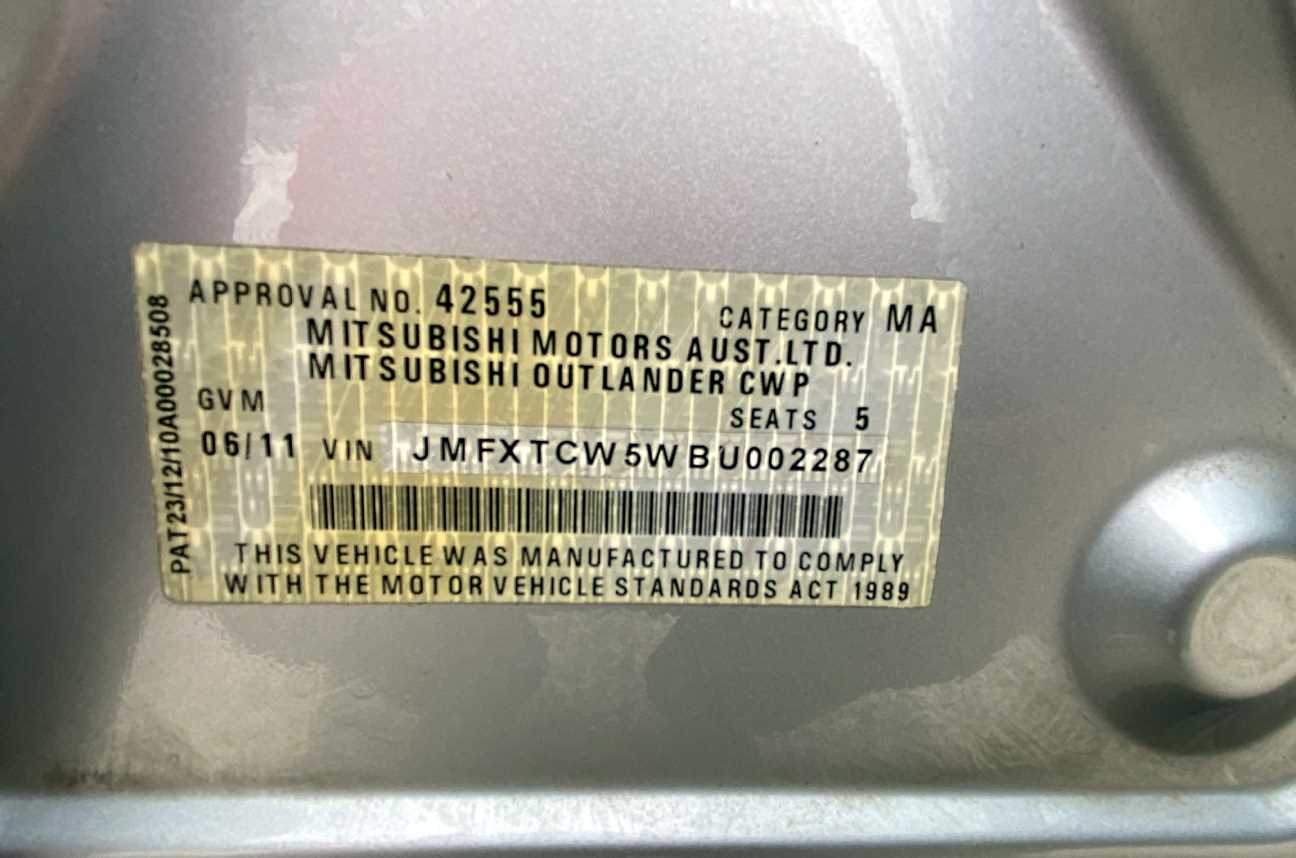 APPROVAL NO. 42555
CATEGORY MA
MITSUBISHI MOTORS AUST.LTD.
MITSUBISHI OUTLANDER CWP
GVM
SEATS 5
06/11 VIN JMFXTCW5WBU002287
THIS VEHICLE WAS MANUFACTURED TO COMPLY
WITH THE MOTOR VEHICLE STANDARDS ACT 1989
PAT23/12/10A00028508